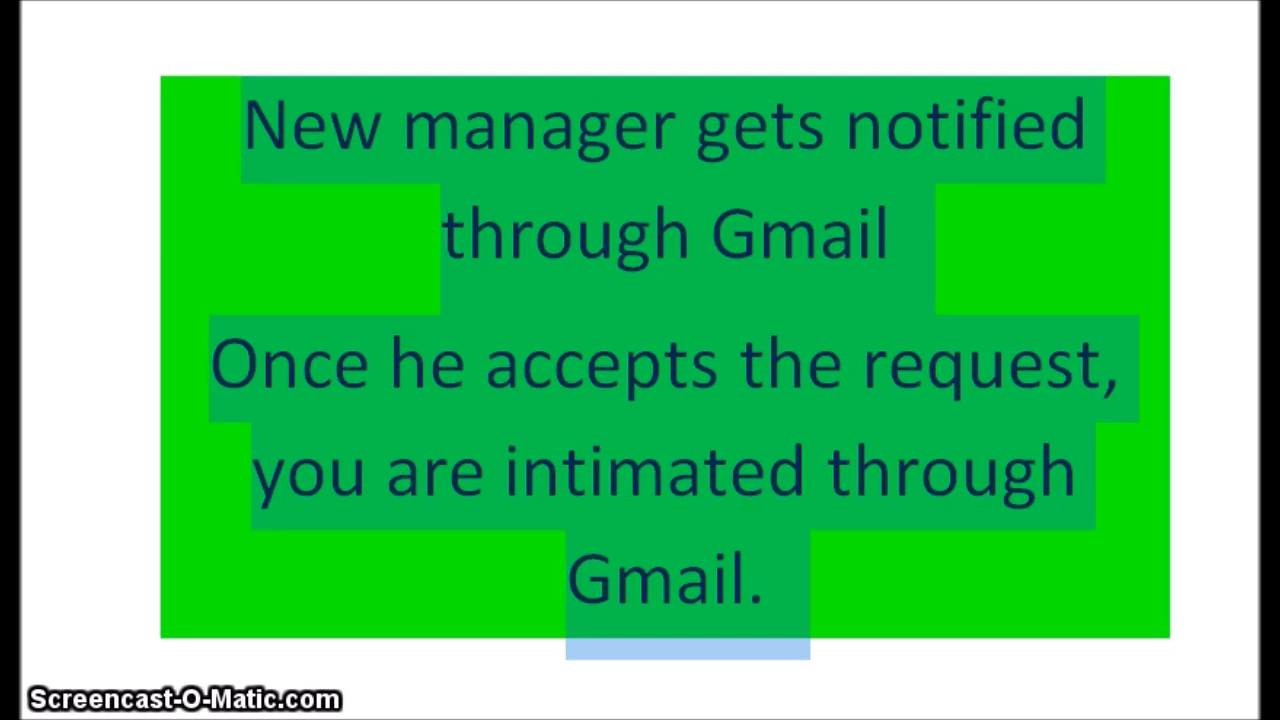 New manager gets notified
through Gmail
Once he accepts the request,
you are intimated through
Gmail.
Screencast-O-Matic.com